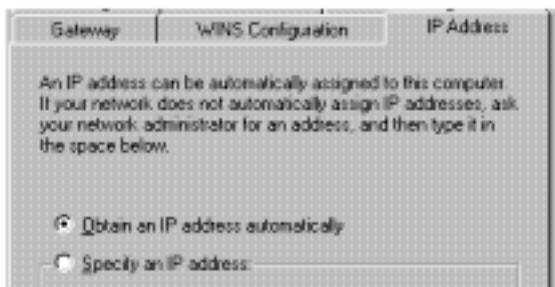 Gateway WINS Configuration IP Address
An IP address can be automatically assigned to this computer.
If your network does not automatically assign IP addresses, ask
your network administrator for an address, and then type it in
the space below.
Obtain an IP address automatically
Specify an IP address: